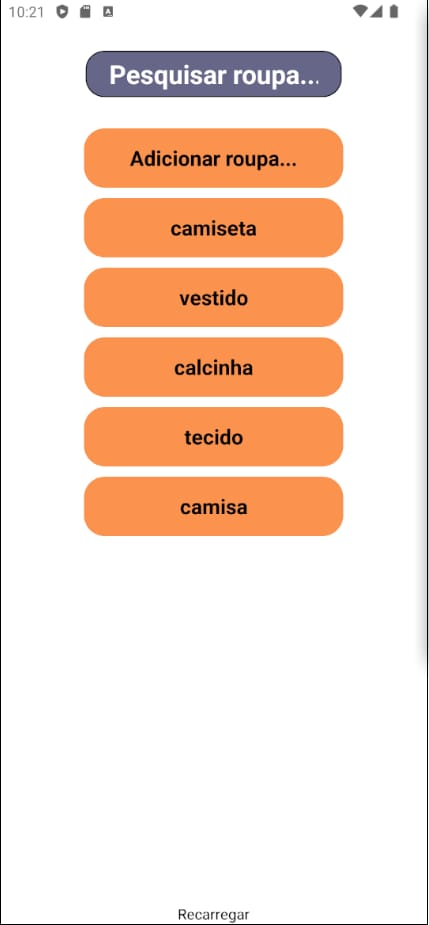 10:21
Pesquisar roupa...
Adicionar roupa...
camiseta
vestido
calcinha
tecido
camisa
Recarregar